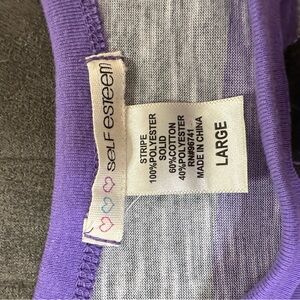 SELF ESTEEM
STRIPE
100%POLYESTER
SOLID
60%COTTON
40%POLYESTER
RN#96741
MADE IN CHINA
LARGE